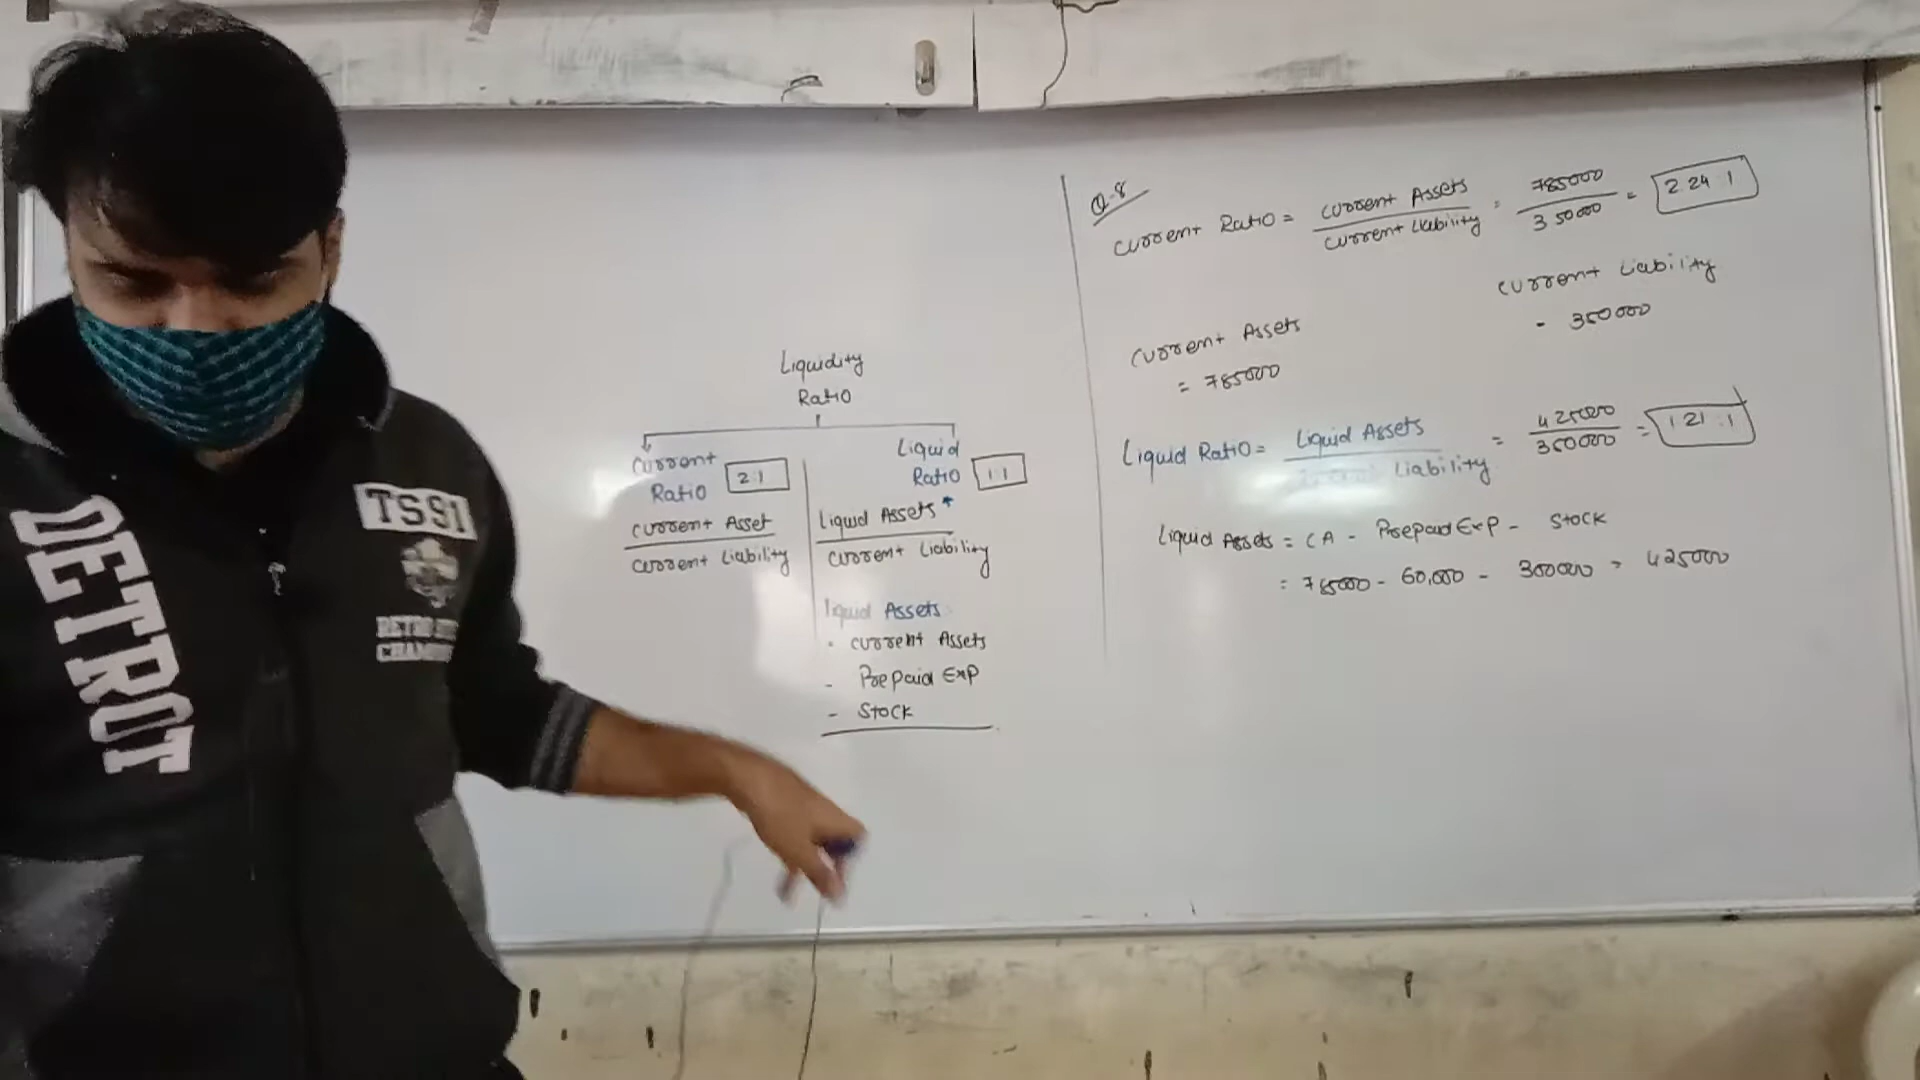 DETROIT
TS91
Liquidity
Ratio
Current
Ratio 2:1
Current Asset
Current Liability
Liquid
Ratio 1:1
Liquid Assets *
Current Liability
liquid Assets
- Current Assets
- Prepaid Exp
- Stock
Q-8
Current Ratio = Current Assets / Current Liability = 785000 / 350000 = 2.24:1
Current Liability
- 350000
Current Assets
= 785000
Liquid Ratio = Liquid Assets / Liability = 425000 / 350000 = 1.21:1
Liquid Assets = CA - Prepaid Exp - Stock
= 785000 - 60,000 - 300000 = 425000